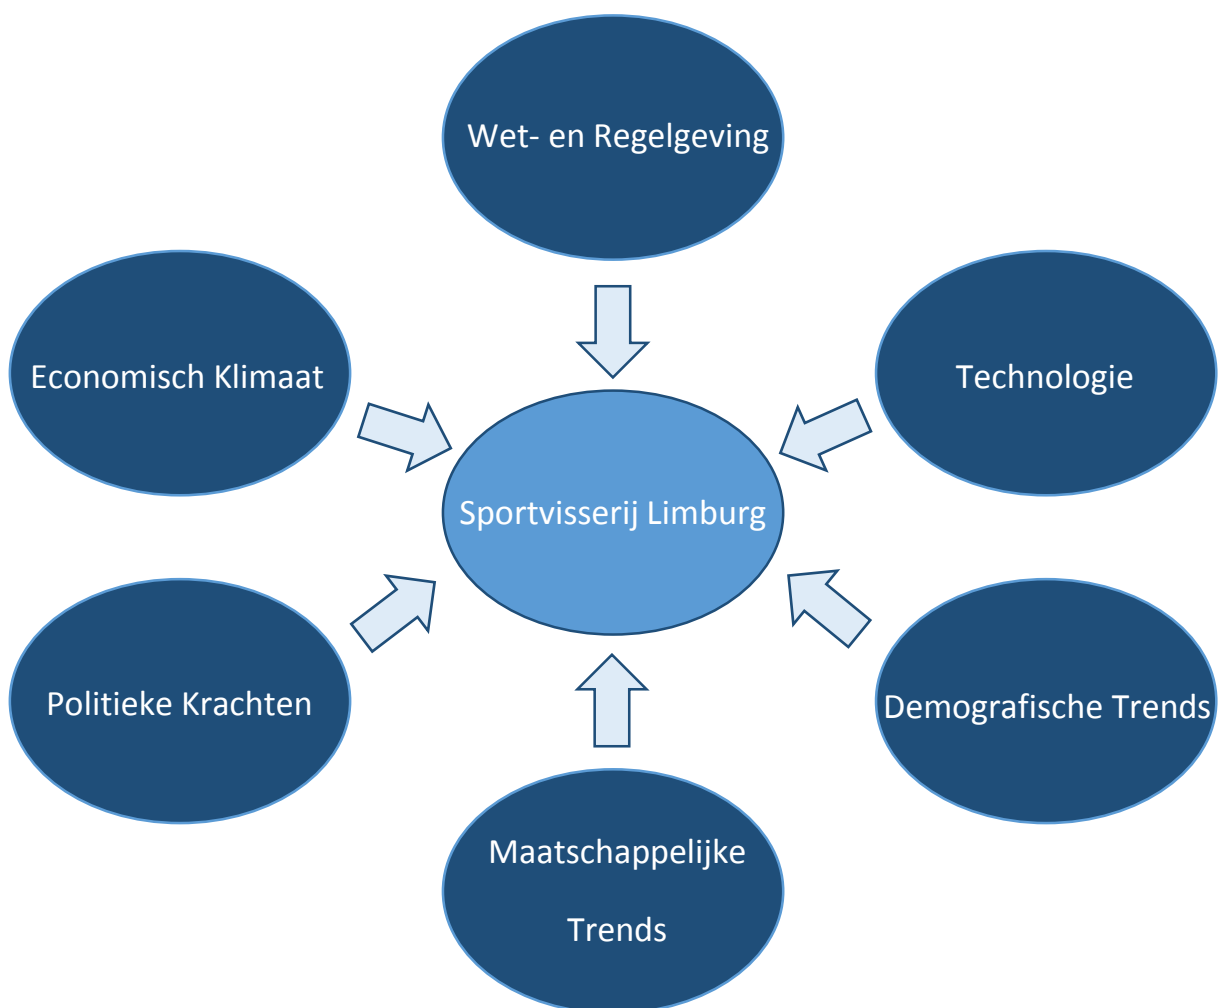 Wet- en Regelgeving
Economisch Klimaat
Technologie
Sportvisserij Limburg
Politieke Krachten
Demografische Trends
Maatschappelijke
Trends